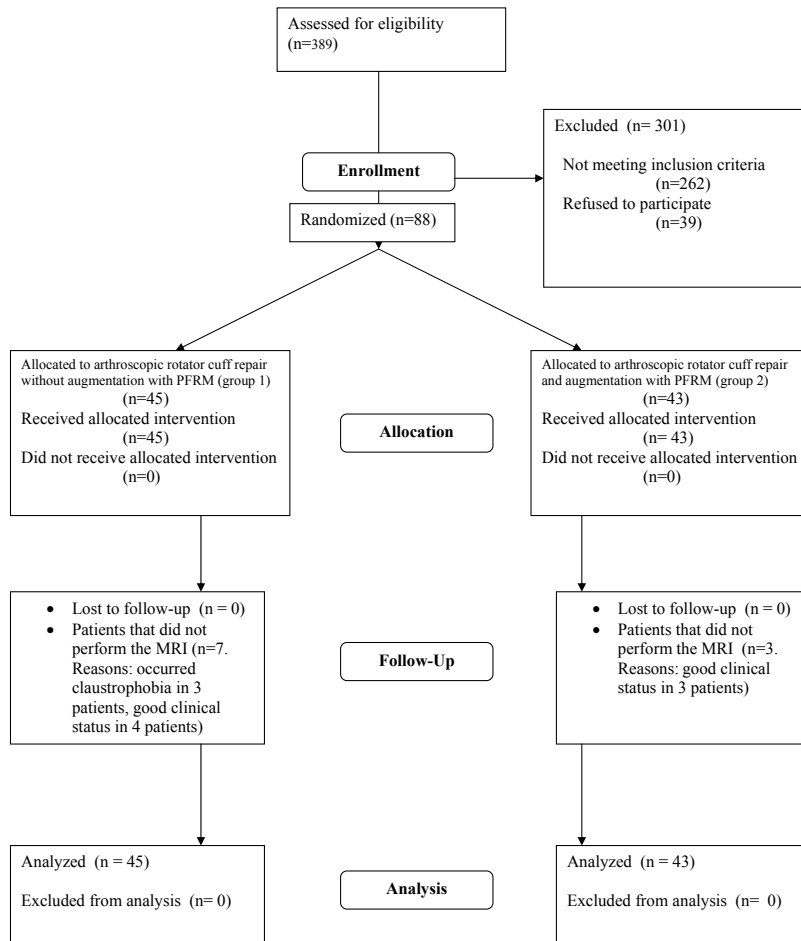 Assessed for eligibility
(n=389)
Excluded (n= 301)
Not meeting inclusion criteria
(n=262)
Refused to participate
(n=39)
Enrollment
Randomized (n=88)
Allocated to arthroscopic rotator cuff repair
without augmentation with PFRM (group 1)
(n=45)
Received allocated intervention
(n=45)
Did not receive allocated intervention
(n=0)
Allocation
Allocated to arthroscopic rotator cuff repair
and augmentation with PFRM (group 2)
(n=43)
Received allocated intervention
(n= 43)
Did not receive allocated intervention
(n=0)
• Lost to follow-up (n = 0)
• Patients that did not
perform the MRI (n=7.
Reasons: occurred
claustrophobia in 3
patients, good clinical
status in 4 patients)
Follow-Up
• Lost to follow-up (n = 0)
• Patients that did not
perform the MRI (n=3.
Reasons: good clinical
status in 3 patients)
Analyzed (n = 45)
Excluded from analysis (n= 0)
Analysis
Analyzed (n = 43)
Excluded from analysis (n= 0)